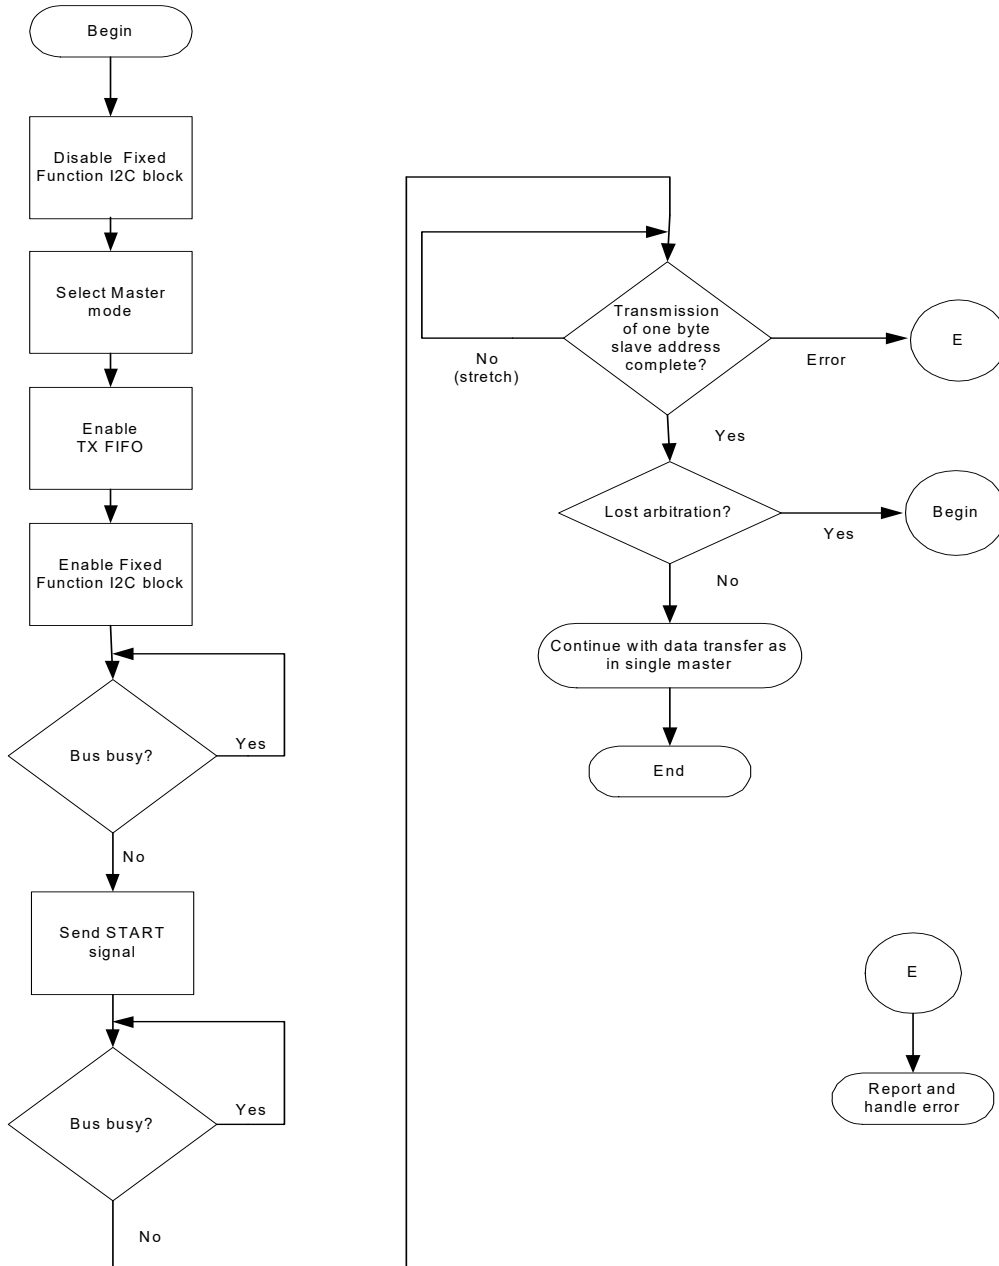 Begin
Disable Fixed
Function I2C block
Select Master
mode
Enable
TX FIFO
Enable Fixed
Function I2C block
Bus busy?
Yes
No
Send START
signal
Bus busy?
Yes
No
Transmission
of one byte
slave address
complete?
No
(stretch)
Error
E
Yes
Lost arbitration?
Yes
Begin
No
Continue with data transfer as
in single master
End
E
Report and
handle error